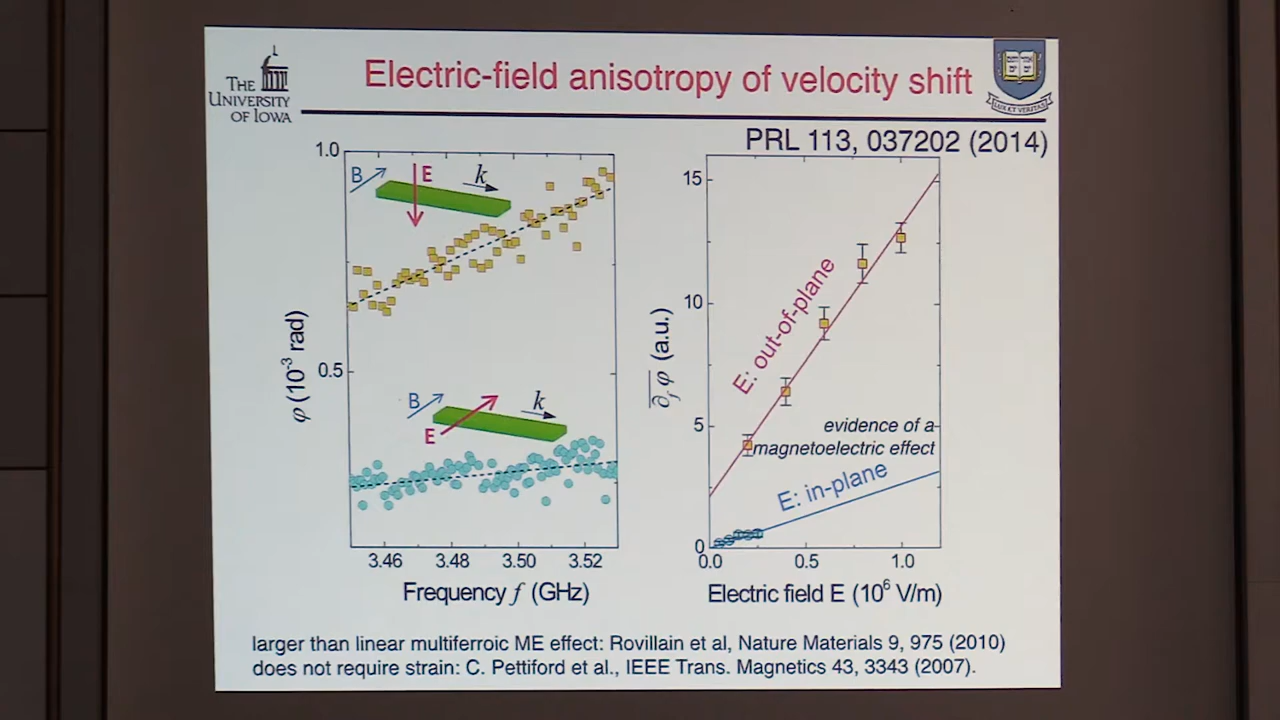 THE
UNIVERSITY
OF IOWA
Electric-field anisotropy of velocity shift
LUX ET VERITAS
PRL 113, 037202 (2014)
1.0
0.5
φ (10⁻³ rad)
B
E
k
B
E
k
3.46 3.48 3.50 3.52
Frequency f (GHz)
15
10
5
0
∂f φ (a.u.)
E: out-of-plane
evidence of a
magnetoelectric effect
E: in-plane
0.0 0.5 1.0
Electric field E (10⁶ V/m)
larger than linear multiferroic ME effect: Rovillain et al, Nature Materials 9, 975 (2010)
does not require strain: C. Pettiford et al., IEEE Trans. Magnetics 43, 3343 (2007).